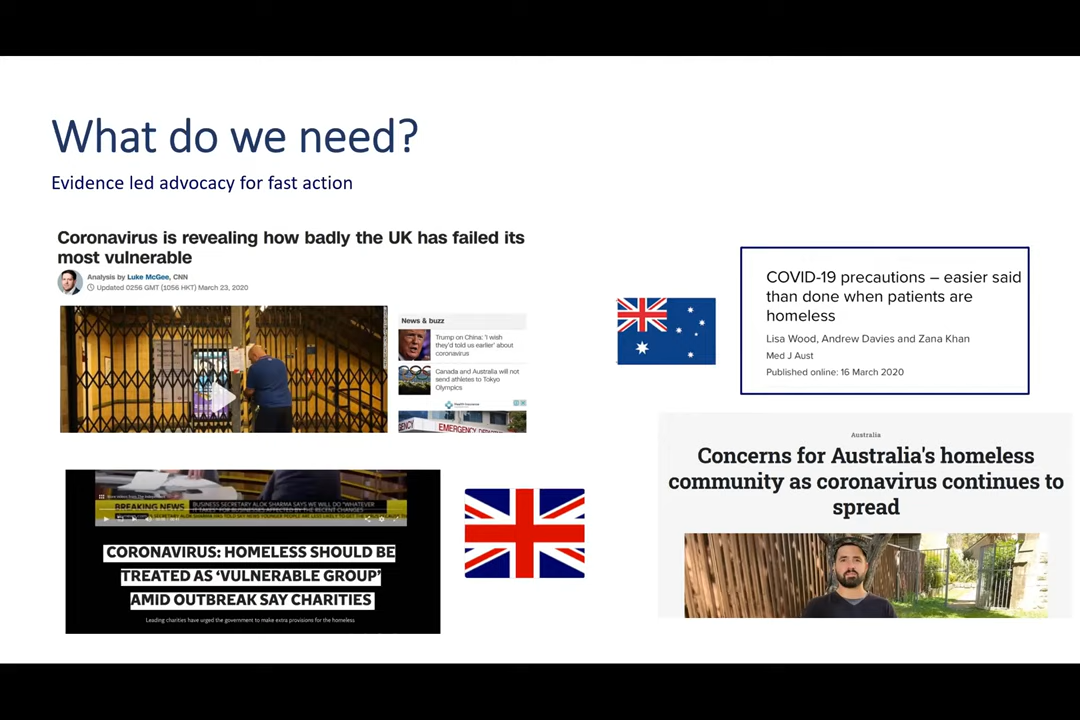 What do we need?
Evidence led advocacy for fast action
Coronavirus is revealing how badly the UK has failed its
most vulnerable
Analysis by Luke McGee, CNN
Updated 0256 GMT (1056 HKT) March 23, 2020
News & buzz
Trump on China: 'I wish
they'd told us earlier' about
coronavirus
Canada and Australia will not
send athletes to Tokyo
Olympics
EMERGENCY
BREAKING NEWS
BUSINESS SECRETARY ALOK SHARMA SAYS WE WILL DO "WHATEVER
IT TAKES" FOR BUSINESSES AFFECTED BY THE RECENT CHANGES
CORONAVIRUS: HOMELESS SHOULD BE
TREATED AS 'VULNERABLE GROUP'
AMID OUTBREAK SAY CHARITIES
Leading charities have urged the government to make extra provisions for the homeless
COVID-19 precautions – easier said
than done when patients are
homeless
Lisa Wood, Andrew Davies and Zana Khan
Med J Aust
Published online: 16 March 2020
Australia
Concerns for Australia's homeless
community as coronavirus continues to
spread